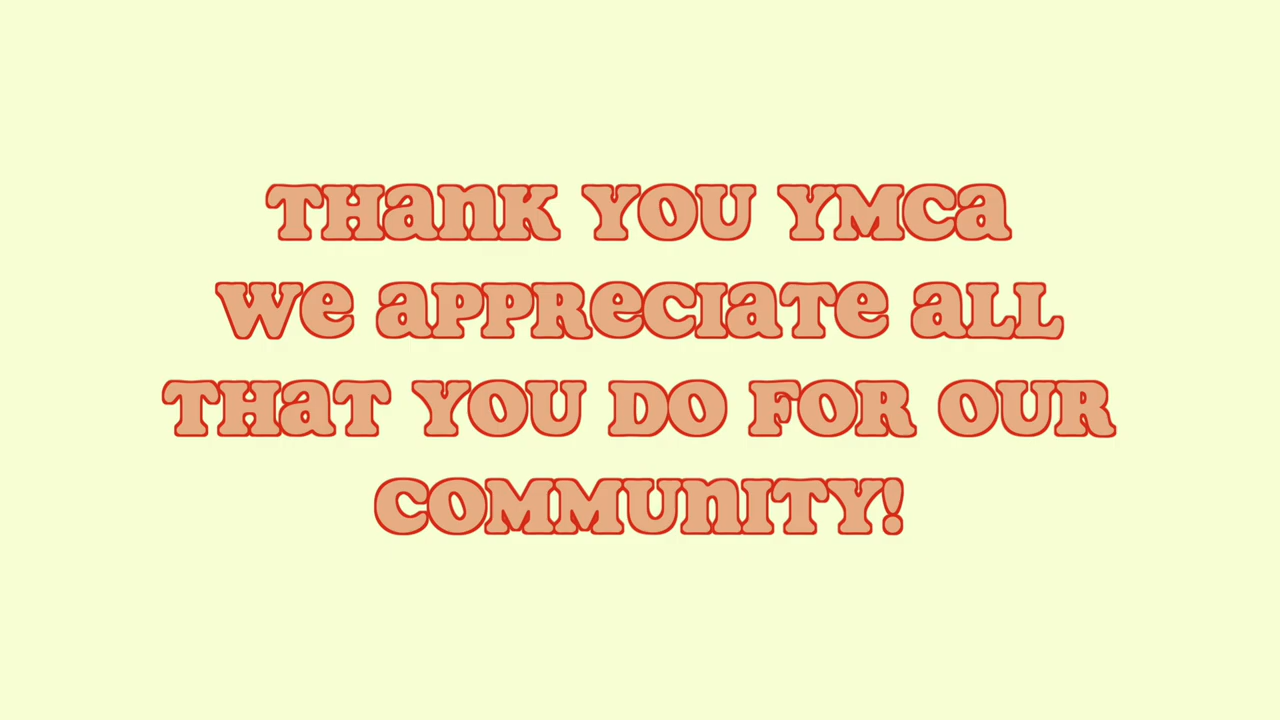 THaNK YOU YMCa
We aPPReCIaTe aLL
THaT YOU DO FOR OUR
COMMUNITY!